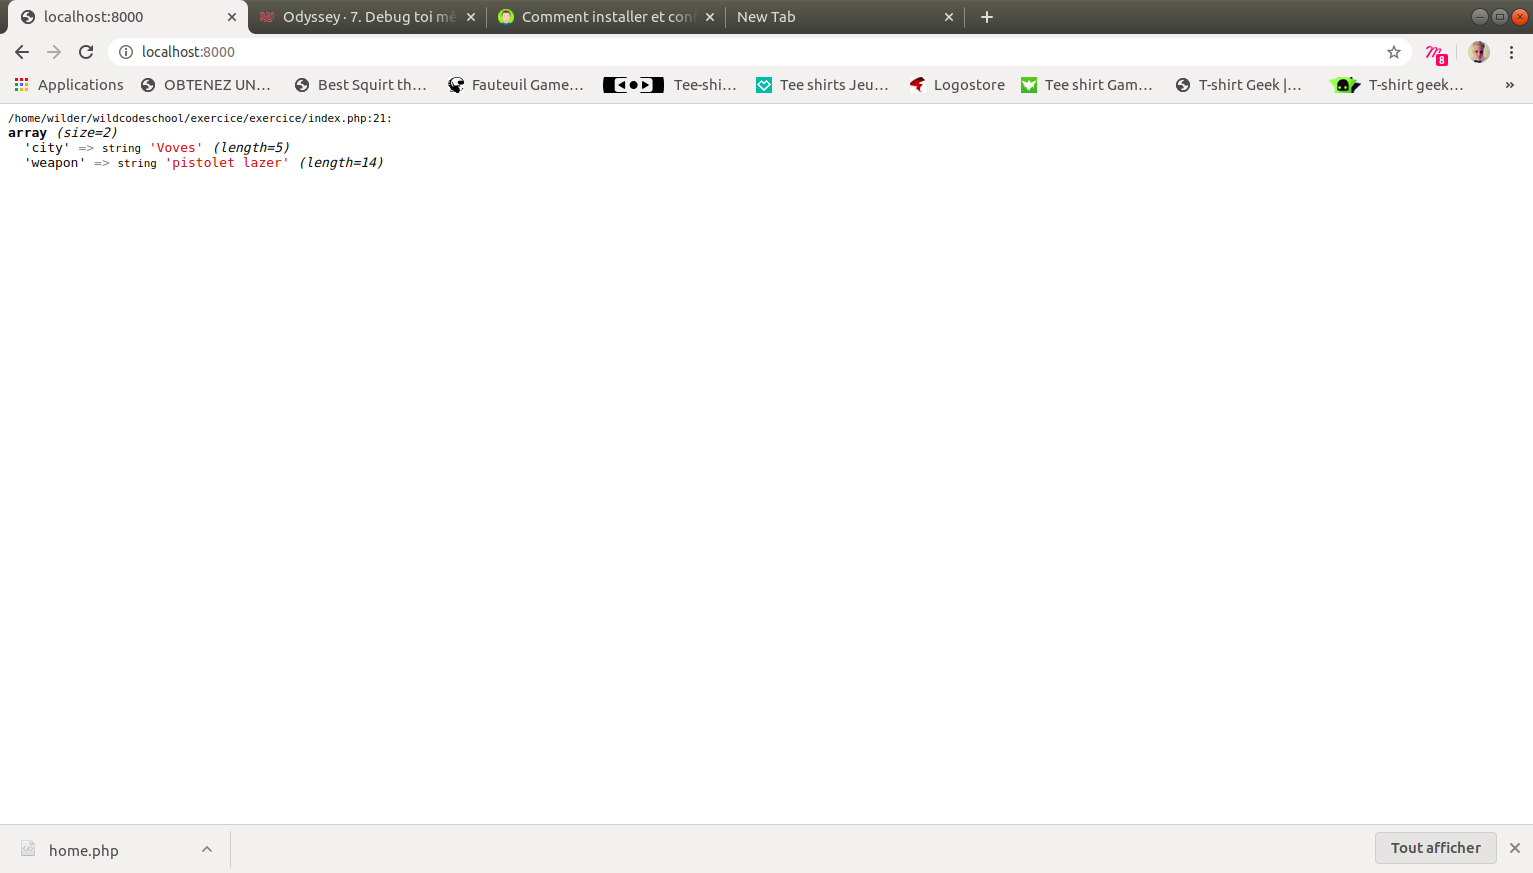 localhost:8000
Odyssey · 7. Debug toi mê
Comment installer et con
New Tab
localhost:8000
8
Applications
OBTENEZ UN…
Best Squirt th…
Fauteuil Game…
Tee-shi…
Tee shirts Jeu…
Logostore
Tee shirt Gam…
T-shirt Geek |…
T-shirt geek…
/home/wilder/wildcodeschool/exercice/exercice/index.php:21:
array (size=2)
'city' => string 'Voves' (length=5)
'weapon' => string 'pistolet lazer' (length=14)
home.php
Tout afficher